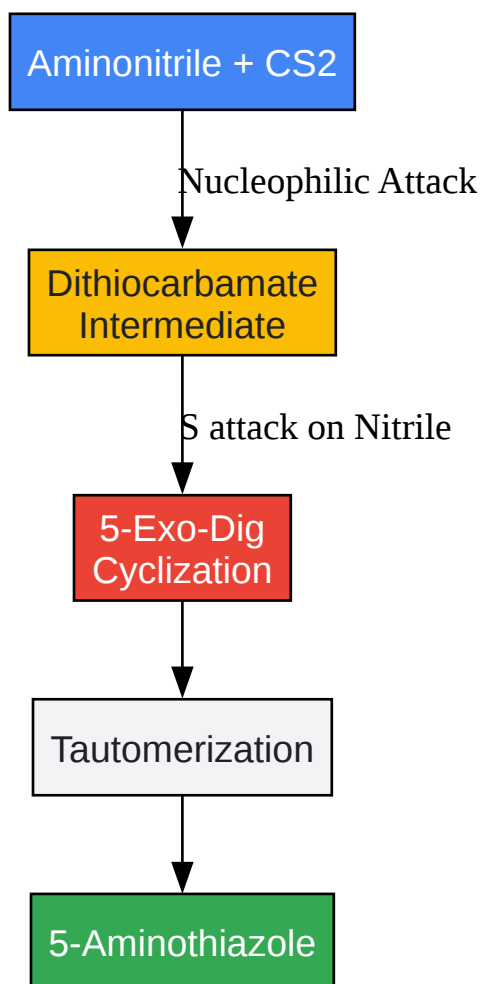 Aminonitrile + CS2
Nucleophilic Attack
Dithiocarbamate
Intermediate
S attack on Nitrile
5-Exo-Dig
Cyclization
Tautomerization
5-Aminothiazole